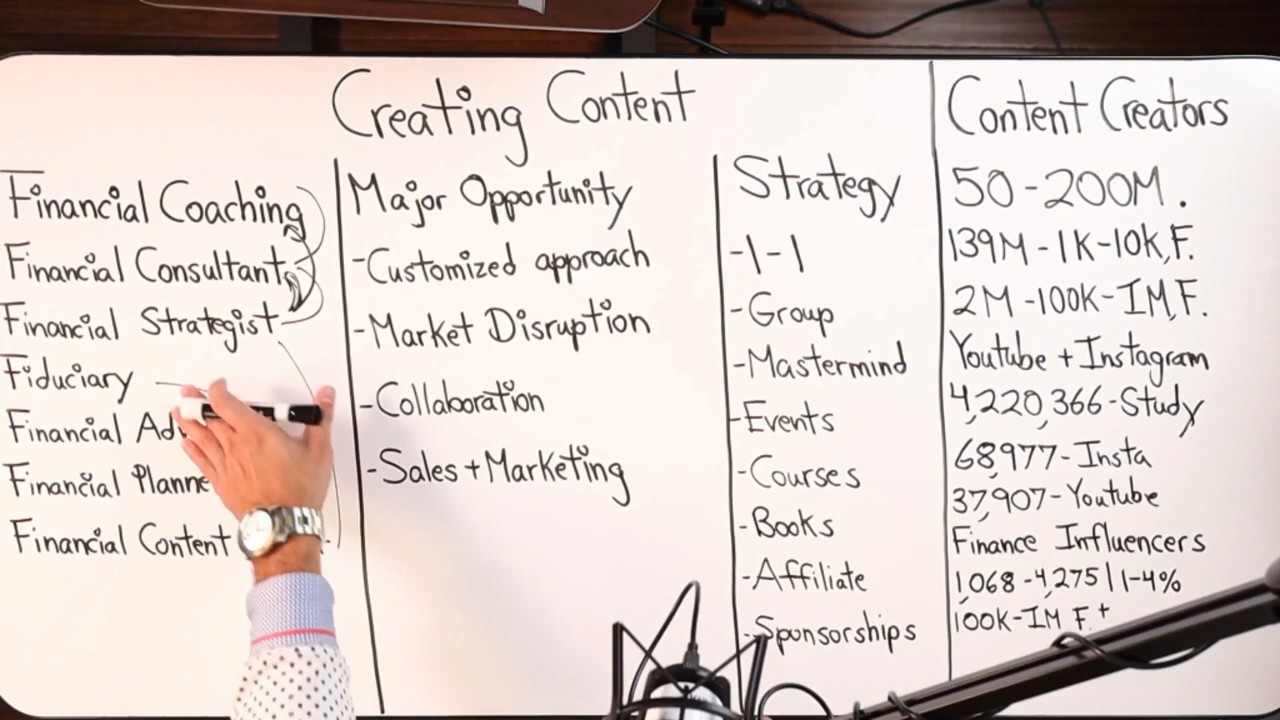 Creating Content
Financial Coaching
Financial Consultant
Financial Strategist
Fiduciary
Financial
Financial
Financial Content
Major Opportunity
-Customized approach
-Market Disruption
-Collaboration
-Sales + Marketing
Strategy
-1-1
-Group
-Mastermind
-Events
-Courses
-Books
-Affiliate
-Sponsorships
Content Creators
50-200M.
139M-1K-10k,F.
2M-100K-1M,F.
Youtube + Instagram
4,220,366-Study
68,977-Insta
37,907-Youtube
Finance Influencers
1,068-4,275|1-4%
100K-1M F.+